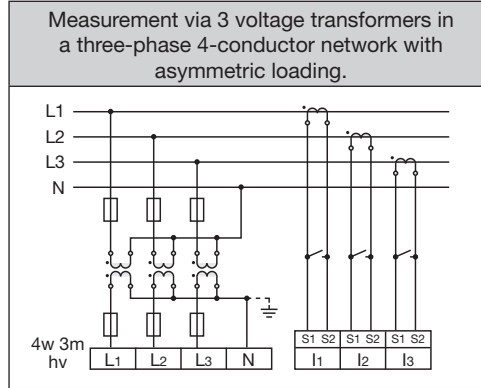 Measurement via 3 voltage transformers in
a three-phase 4-conductor network with
asymmetric loading.
L1
L2
L3
N
S1 S2 S1 S2 S1 S2
4w 3m
hv
L1 L2 L3 N I1 I2 I3